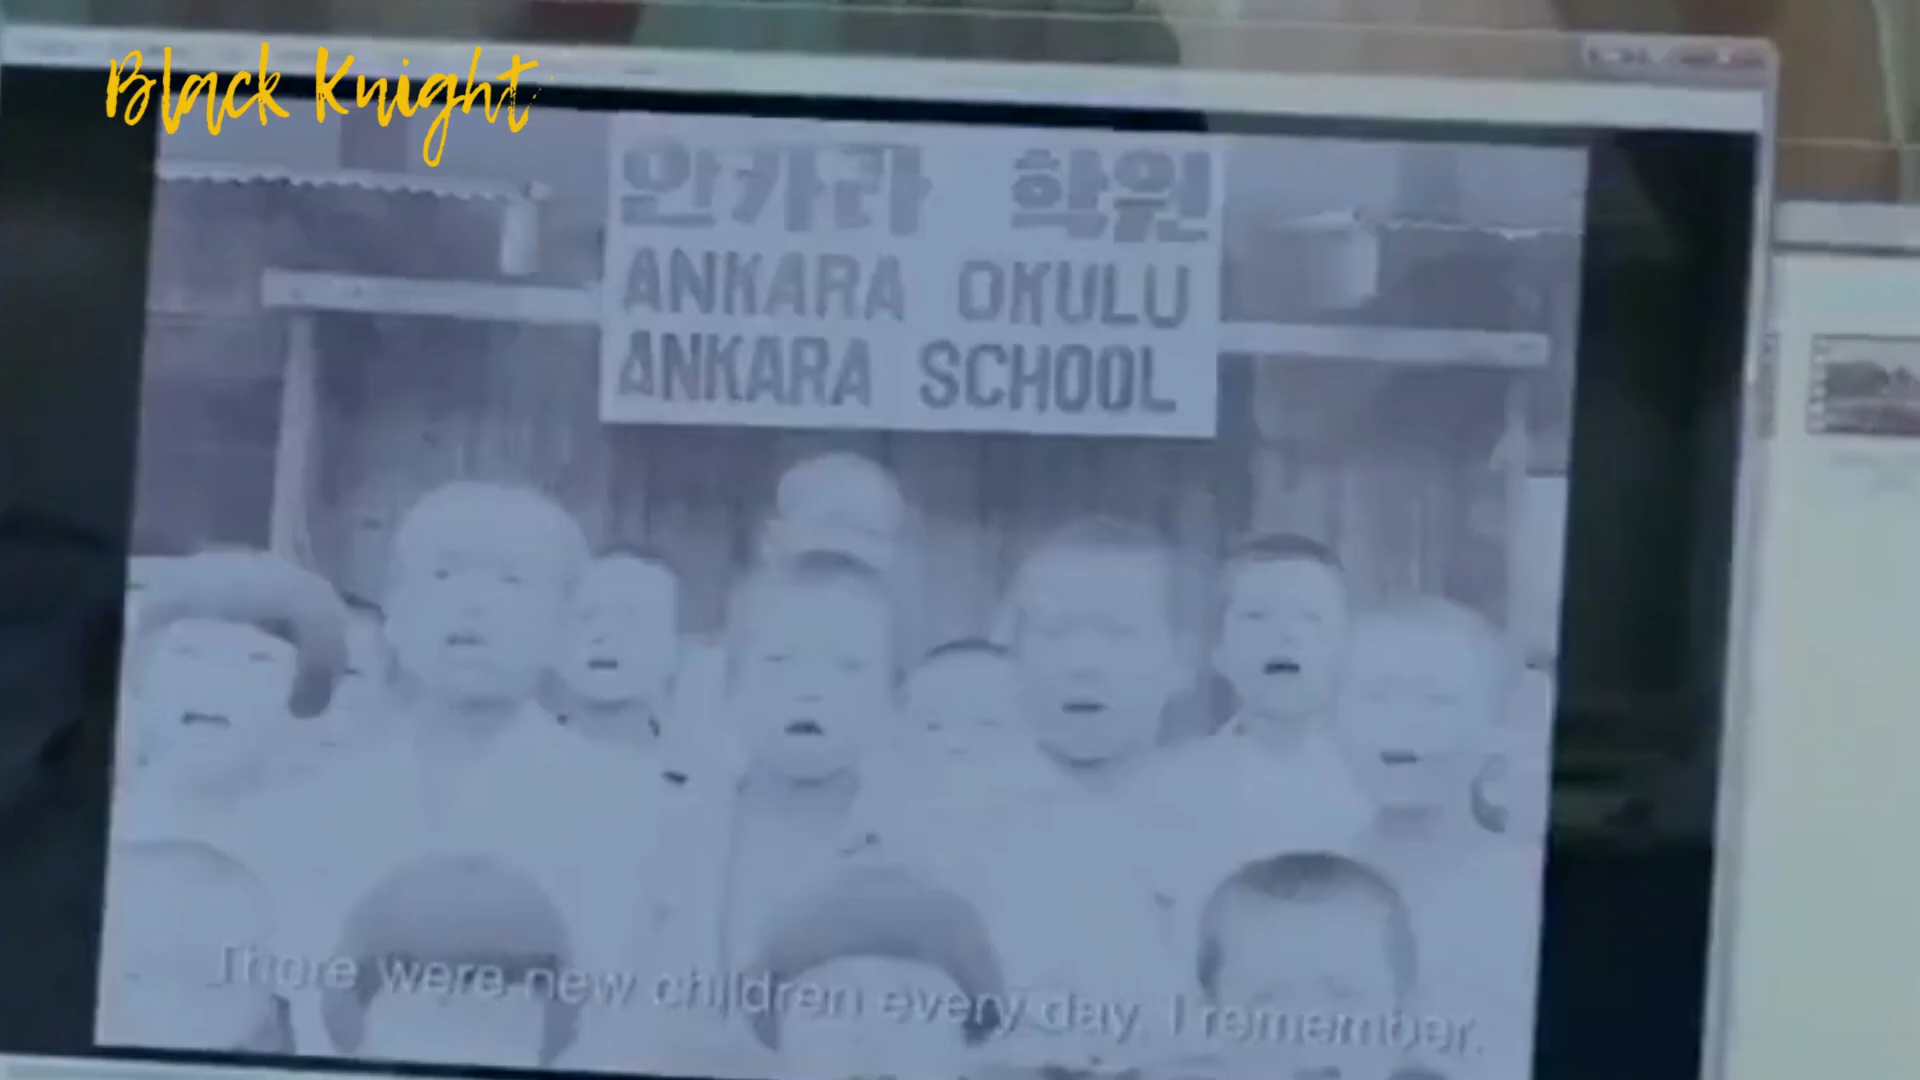 Black Knight
안카라 학원
ANKARA OKULU
ANKARA SCHOOL
There were new children every day, I remember.